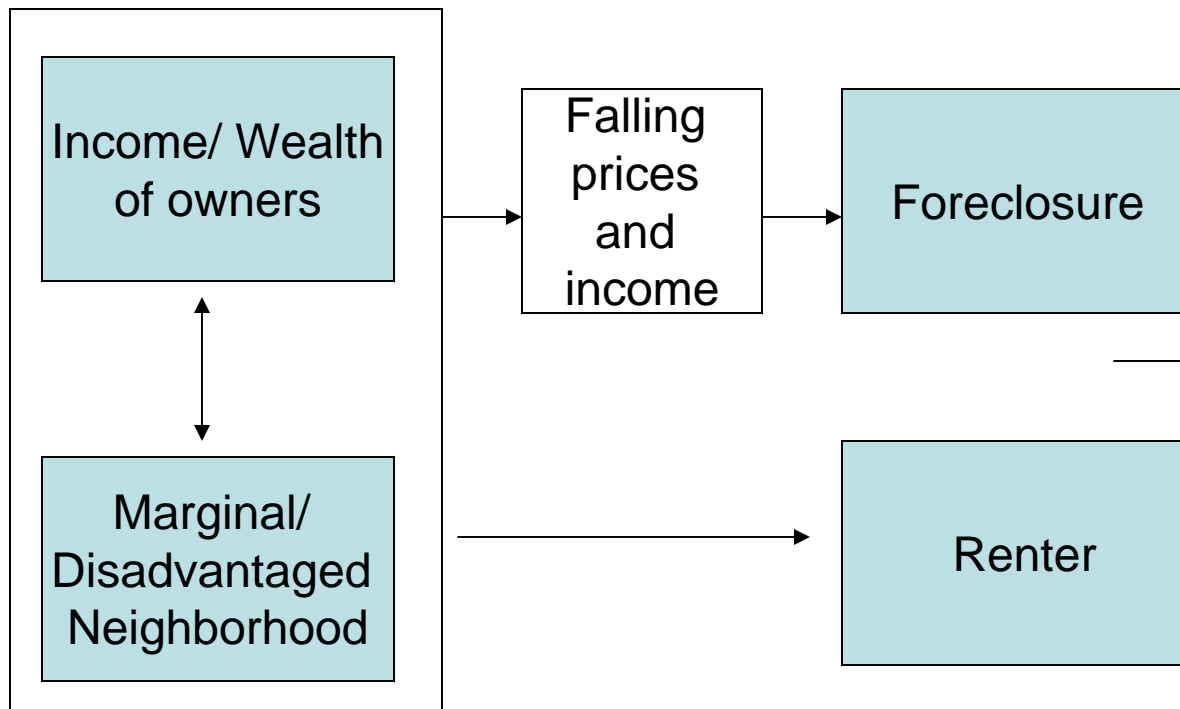 Income/ Wealth
of owners
Falling
prices
and
income
Foreclosure
Marginal/
Disadvantaged
Neighborhood
Renter